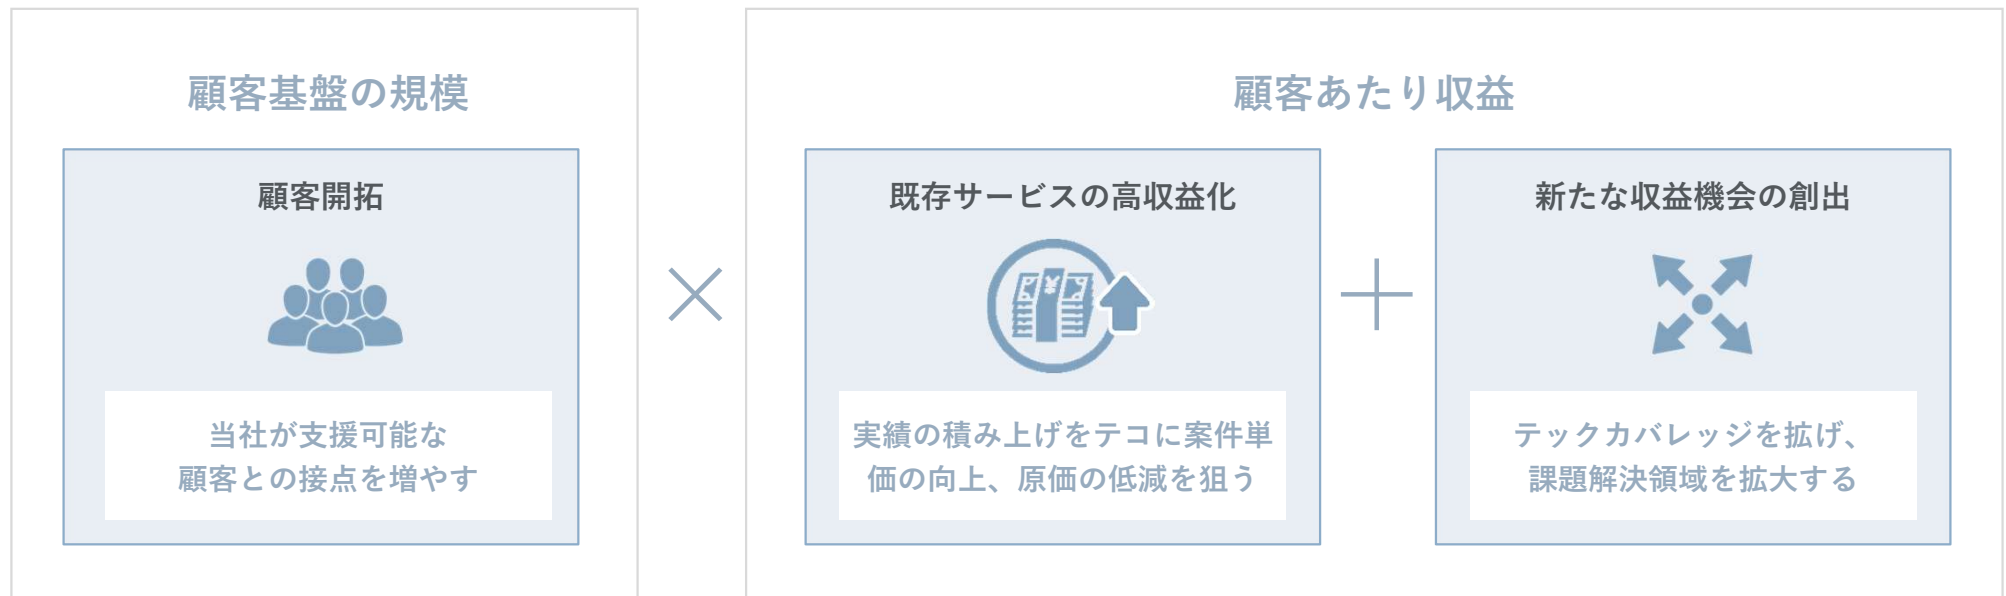 顧客基盤の規模
顧客開拓
当社が支援可能な
顧客との接点を増やす
×
顧客あたり収益
既存サービスの高収益化
¥
実績の積み上げをテコに案件単
価の向上、原価の低減を狙う
+
新たな収益機会の創出
テックカバレッジを拡げ、
課題解決領域を拡大する